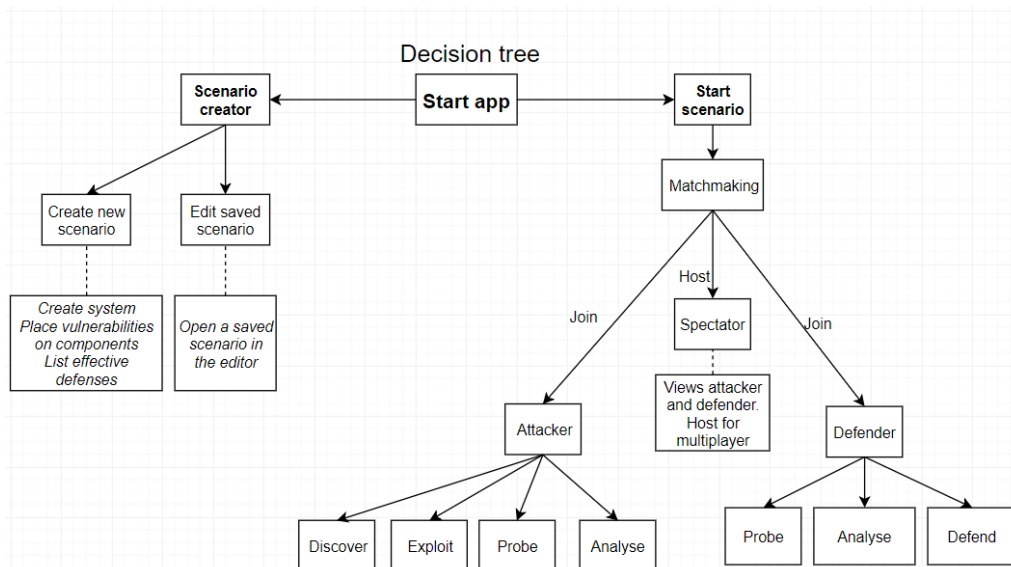 Decision tree
Scenario
creator
Start app
Start
scenario
Matchmaking
Create new
scenario
Edit saved
scenario
Host
Join
Join
Create system
Place vulnerabilities
on components
List effective
defenses
Open a saved
scenario in
the editor
Spectator
Views attacker
and defender.
Host for
multiplayer
Attacker
Defender
Discover
Exploit
Probe
Analyse
Probe
Analyse
Defend